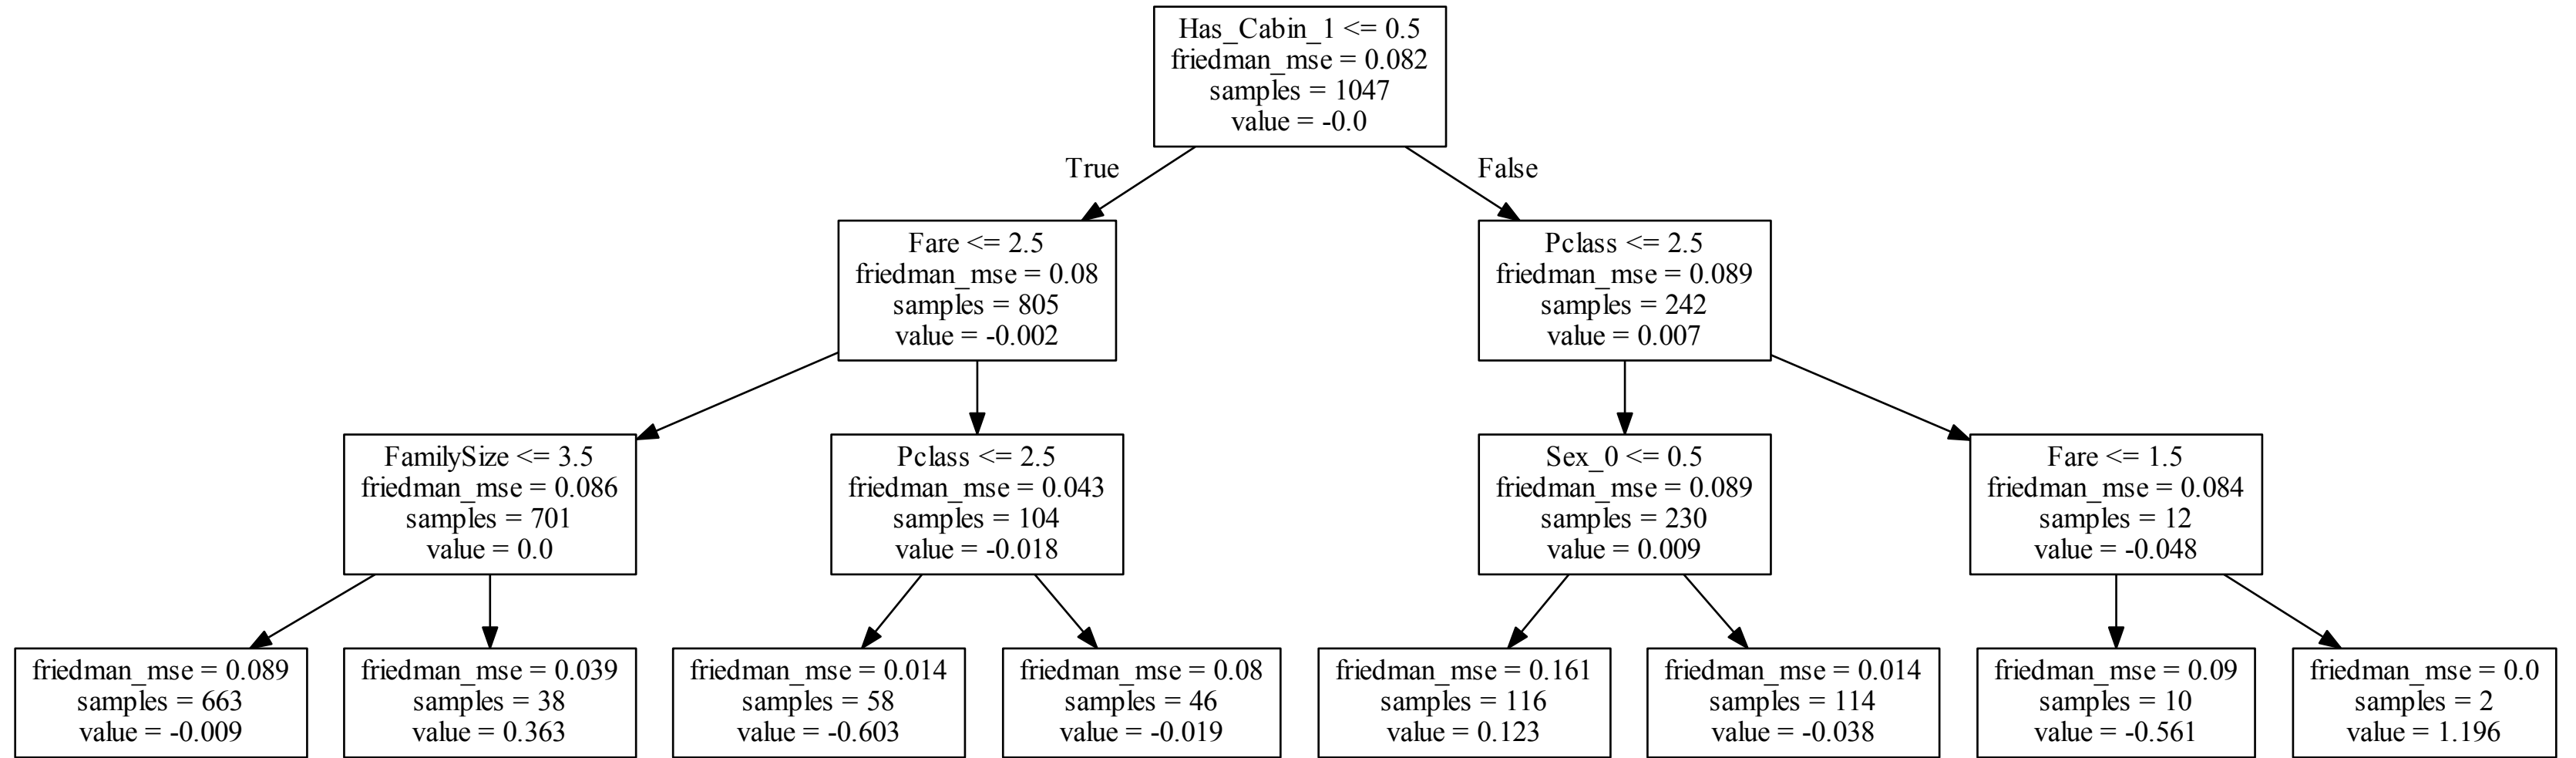 Has_Cabin_1 <= 0.5
friedman_mse = 0.082
samples = 1047
value = -0.0
True
False
Fare <= 2.5
friedman_mse = 0.08
samples = 805
value = -0.002
Pclass <= 2.5
friedman_mse = 0.089
samples = 242
value = 0.007
FamilySize <= 3.5
friedman_mse = 0.086
samples = 701
value = 0.0
Pclass <= 2.5
friedman_mse = 0.043
samples = 104
value = -0.018
Sex_0 <= 0.5
friedman_mse = 0.089
samples = 230
value = 0.009
Fare <= 1.5
friedman_mse = 0.084
samples = 12
value = -0.048
friedman_mse = 0.089
samples = 663
value = -0.009
friedman_mse = 0.039
samples = 38
value = 0.363
friedman_mse = 0.014
samples = 58
value = -0.603
friedman_mse = 0.08
samples = 46
value = -0.019
friedman_mse = 0.161
samples = 116
value = 0.123
friedman_mse = 0.014
samples = 114
value = -0.038
friedman_mse = 0.09
samples = 10
value = -0.561
friedman_mse = 0.0
samples = 2
value = 1.196